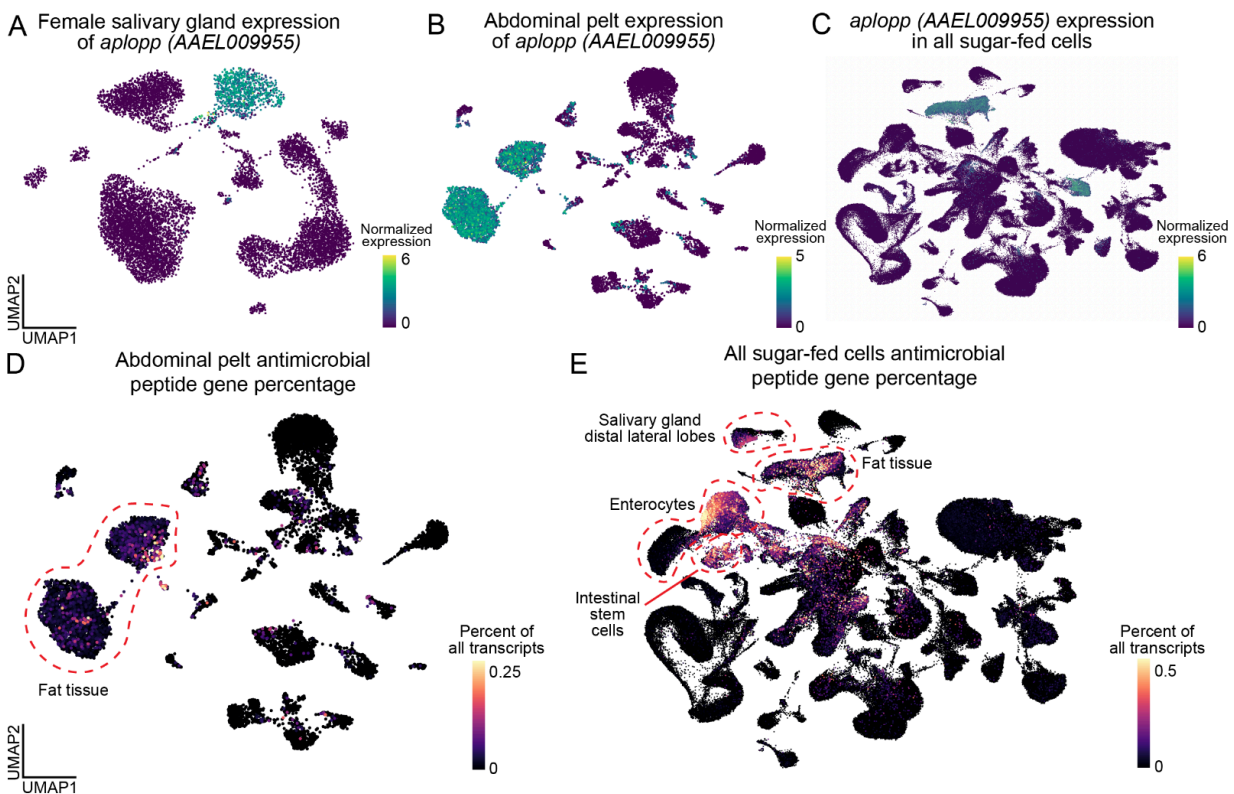 A
Female salivary gland expression
of aplopp (AAEL009955)
Normalized
expression
6
0
UMAP2
UMAP1
B
Abdominal pelt expression
of aplopp (AAEL009955)
Normalized
expression
5
0
C
aplopp (AAEL009955) expression
in all sugar-fed cells
Normalized
expression
6
0
D
Abdominal pelt antimicrobial
peptide gene percentage
Fat tissue
Percent of
all transcripts
0.25
0
UMAP2
UMAP1
E
All sugar-fed cells antimicrobial
peptide gene percentage
Salivary gland
distal lateral lobes
Fat tissue
Enterocytes
Intestinal
stem
cells
Percent of
all transcripts
0.5
0